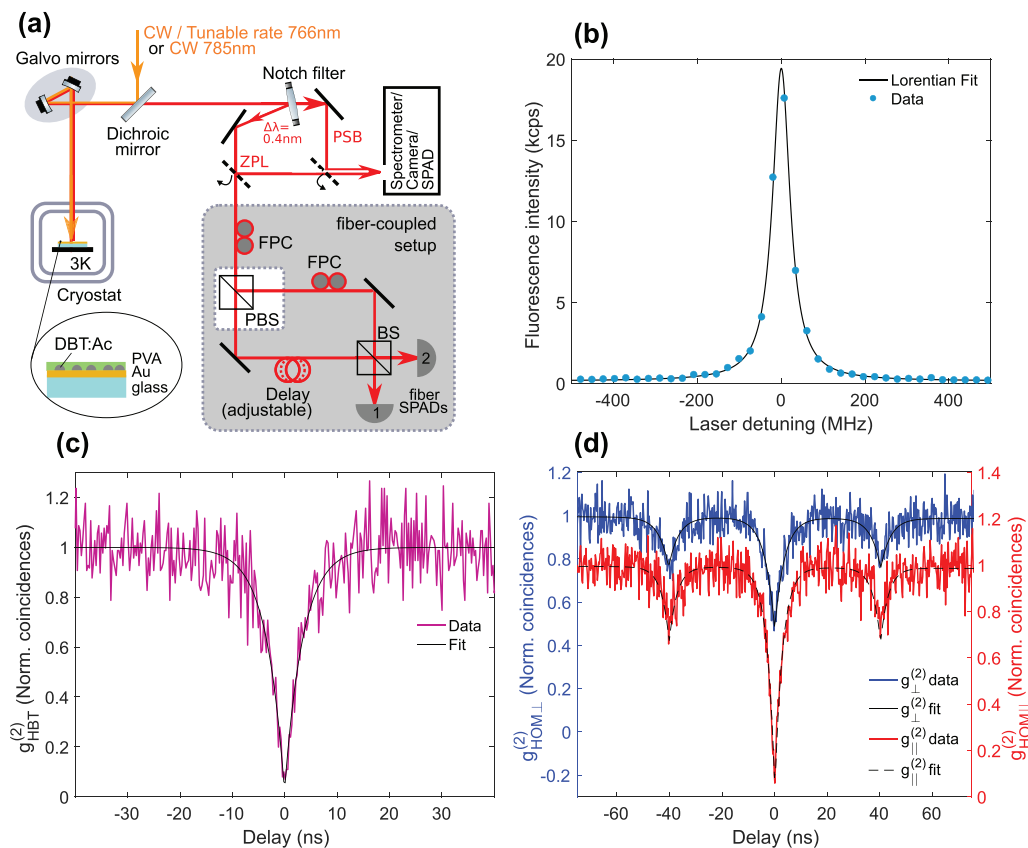 (a)
CW / Tunable rate 766nm
or CW 785nm
Galvo mirrors
Notch filter
Dichroic
mirror
Δλ=
0.4nm
PSB
ZPL
Spectrometer/
Camera/
SPAD
3K
Cryostat
DBT:Ac
PVA
Au
glass
fiber-coupled
setup
FPC
FPC
PBS
BS
2
Delay
(adjustable)
fiber
SPADs
1
(b)
20
15
10
5
0
Fluorescence intensity (kcps)
Lorentian Fit
Data
-400
-200
0
200
400
Laser detuning (MHz)
(c)
1.2
1
0.8
0.6
0.4
0.2
0
g(2)HBT (Norm. coincidences)
Data
Fit
-30
-20
-10
0
10
20
30
Delay (ns)
(d)
1.2
1
0.8
0.6
0.4
0.2
0
-0.2
g(2)HOM⊥ (Norm. coincidences)
1.4
1.2
1
0.8
0.6
0.4
0.2
0
g(2)HOM|| (Norm. coincidences)
g(2)⊥ data
g(2)⊥ fit
g(2)|| data
g(2)|| fit
-60
-40
-20
0
20
40
60
Delay (ns)